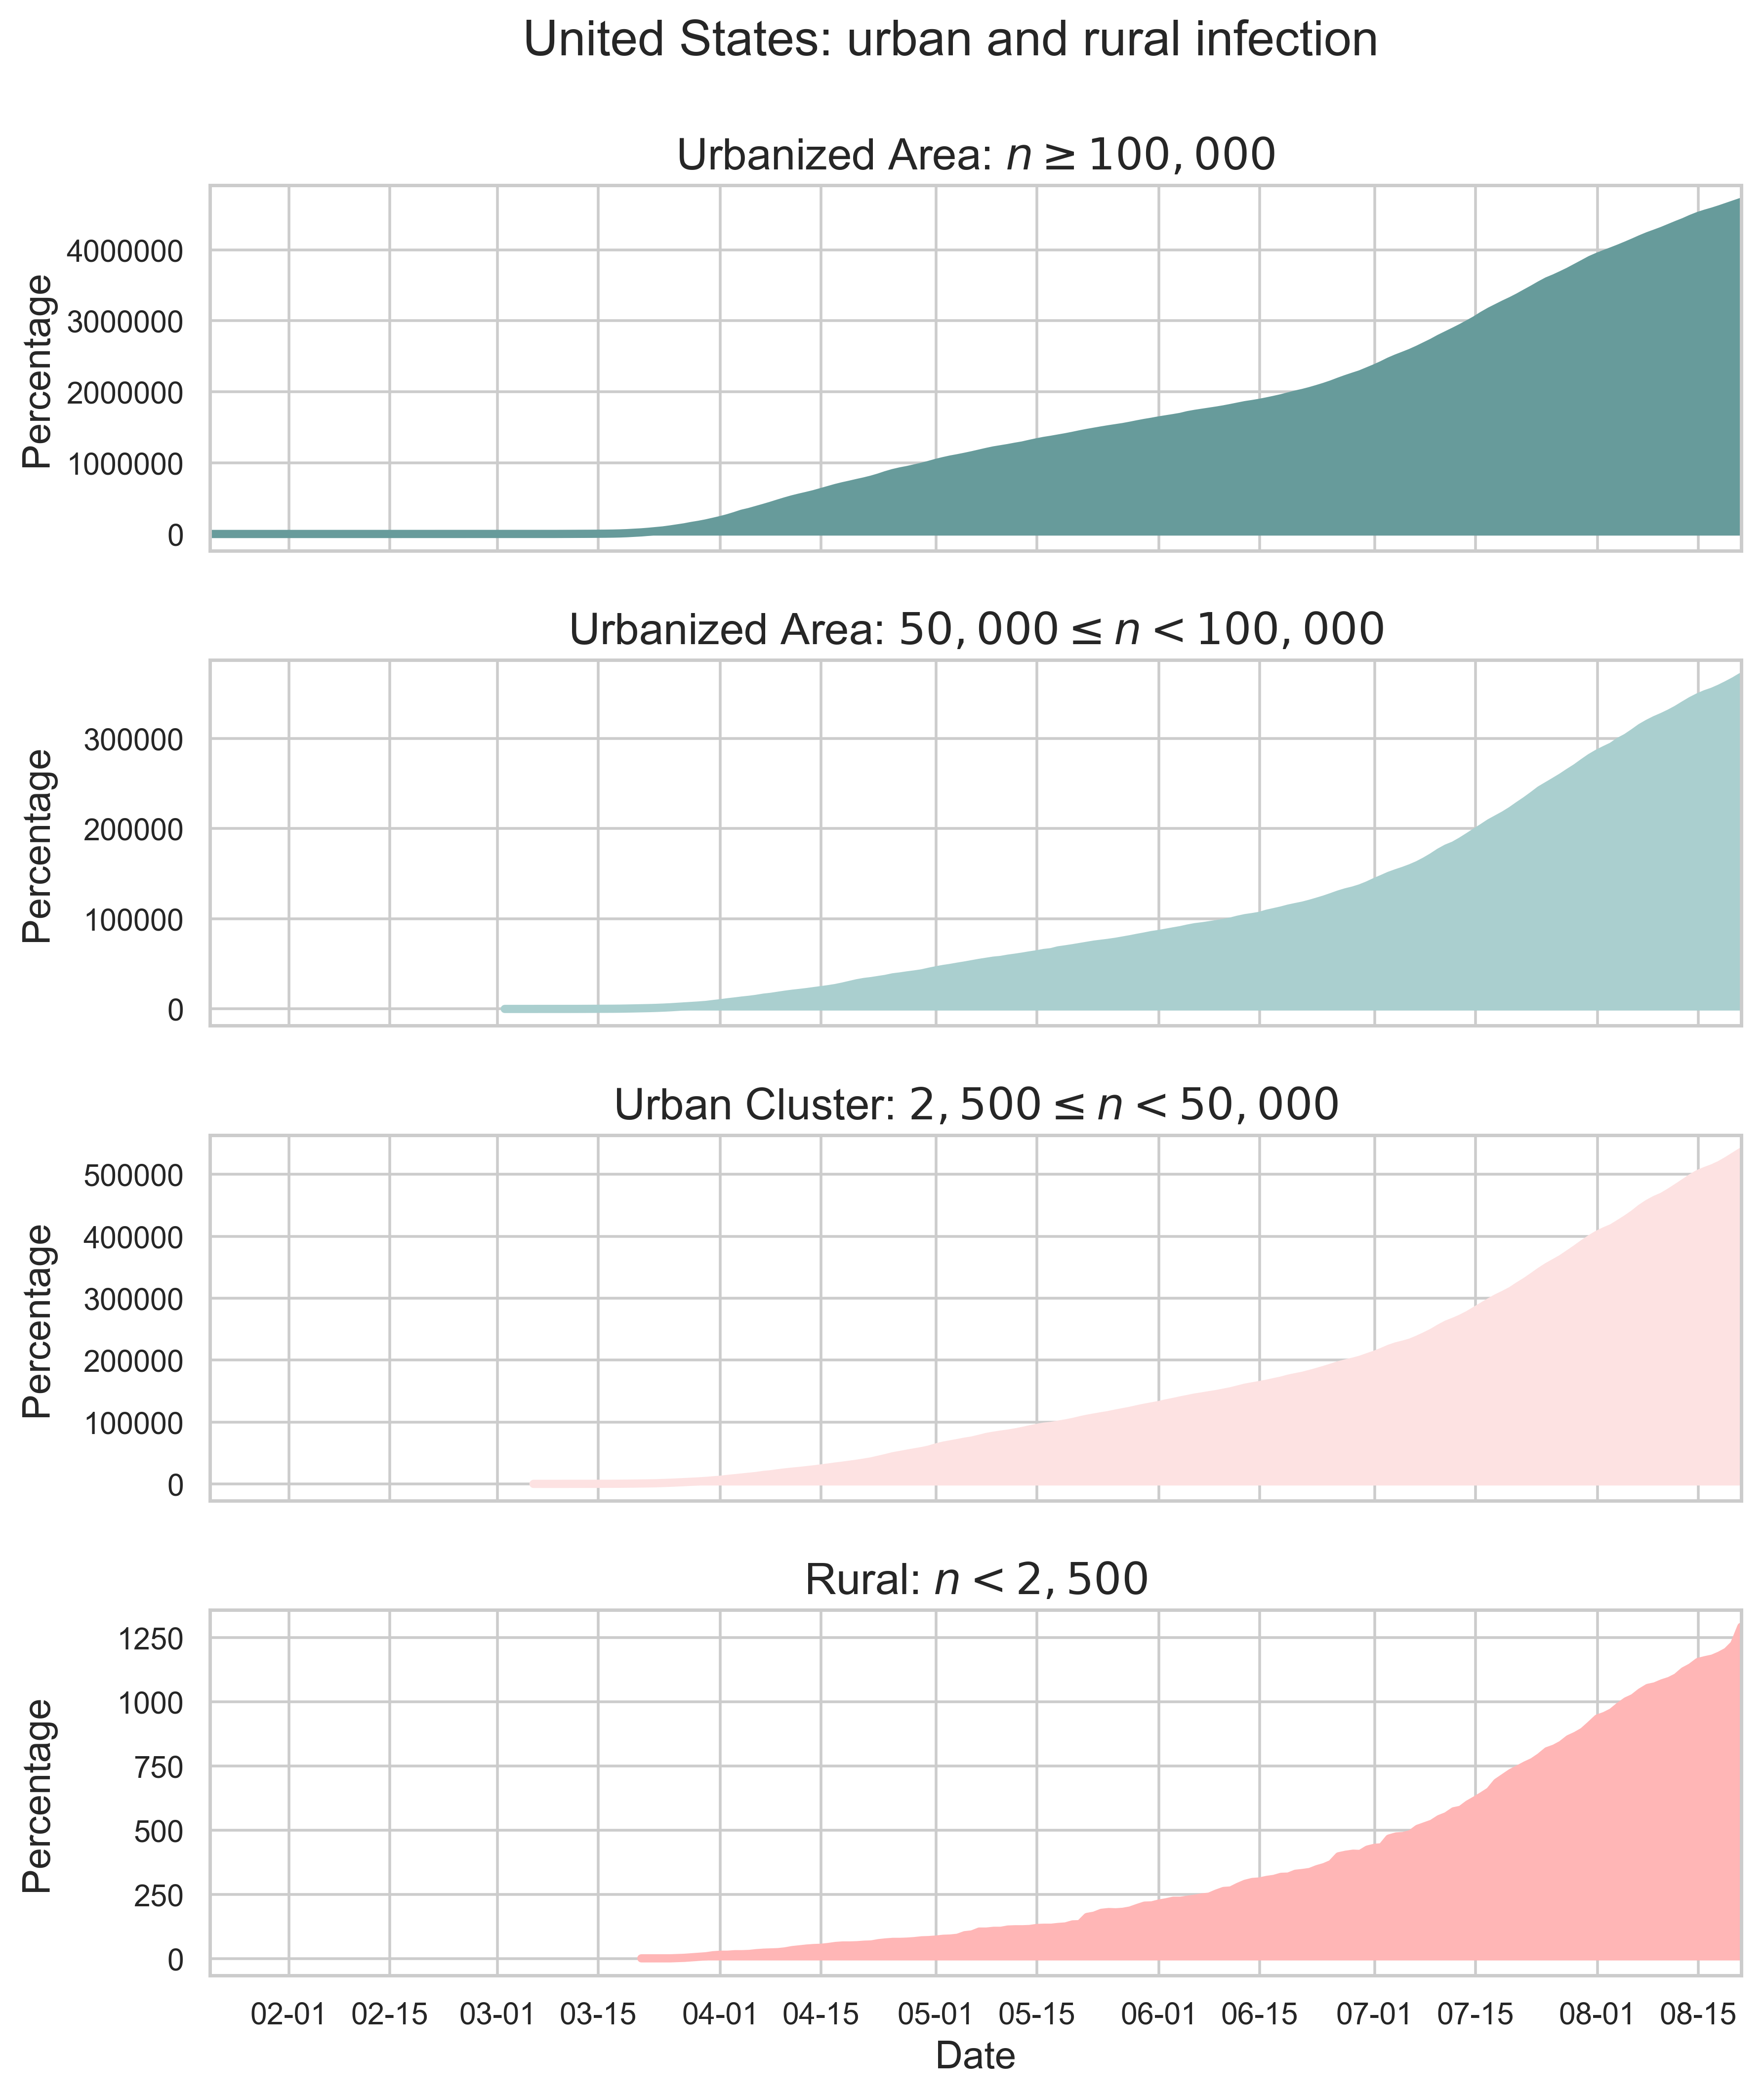 United States: urban and rural infection
Urbanized Area: n ≥ 100,000
Percentage
4000000
3000000
2000000
1000000
0
Urbanized Area: 50,000 ≤ n < 100,000
Percentage
300000
200000
100000
0
Urban Cluster: 2,500 ≤ n < 50,000
Percentage
500000
400000
300000
200000
100000
0
Rural: n < 2,500
Percentage
1250
1000
750
500
250
0
02-01 02-15 03-01 03-15 04-01 04-15 05-01 05-15 06-01 06-15 07-01 07-15 08-01 08-15
Date